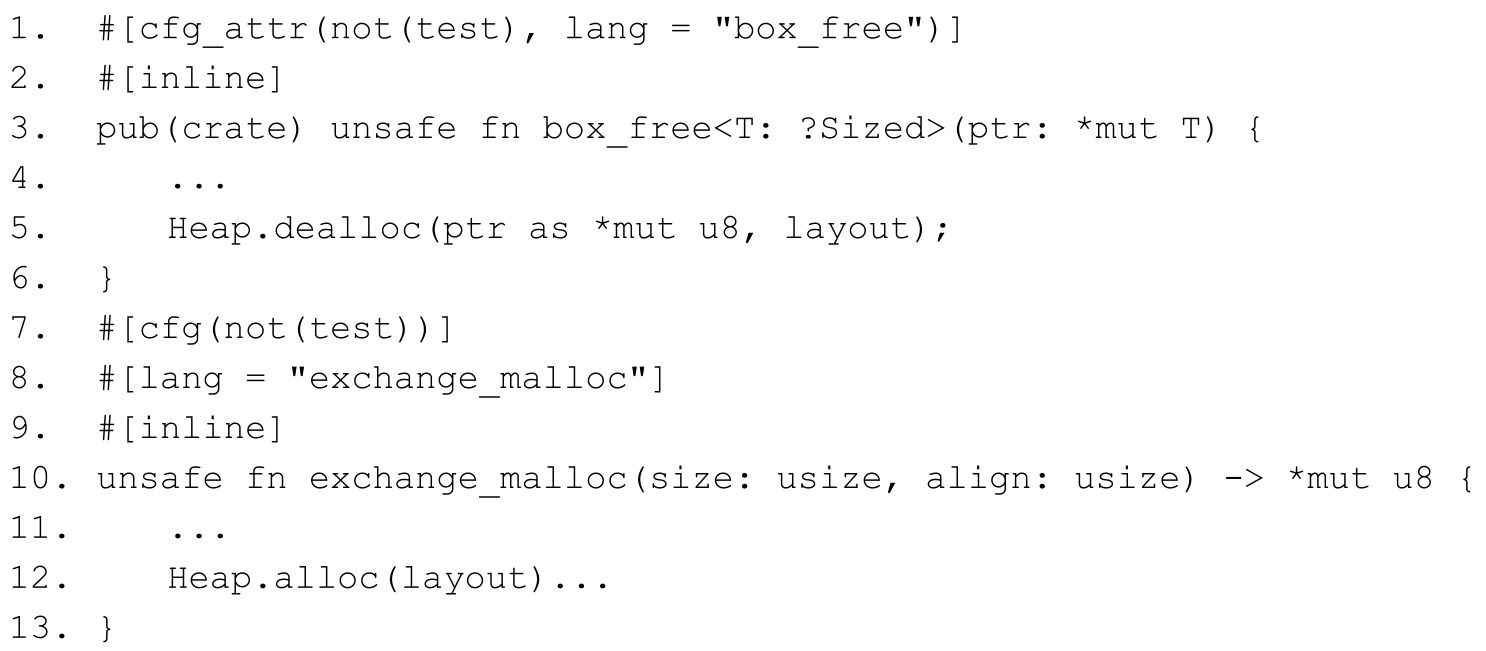 1. #[cfg_attr(not(test), lang = "box_free")]
2. #[inline]
3. pub(crate) unsafe fn box_free<T: ?Sized>(ptr: *mut T) {
4.    ...
5.    Heap.dealloc(ptr as *mut u8, layout);
6. }
7. #[cfg(not(test))]
8. #[lang = "exchange_malloc"]
9. #[inline]
10. unsafe fn exchange_malloc(size: usize, align: usize) -> *mut u8 {
11.    ...
12.    Heap.alloc(layout)...
13. }